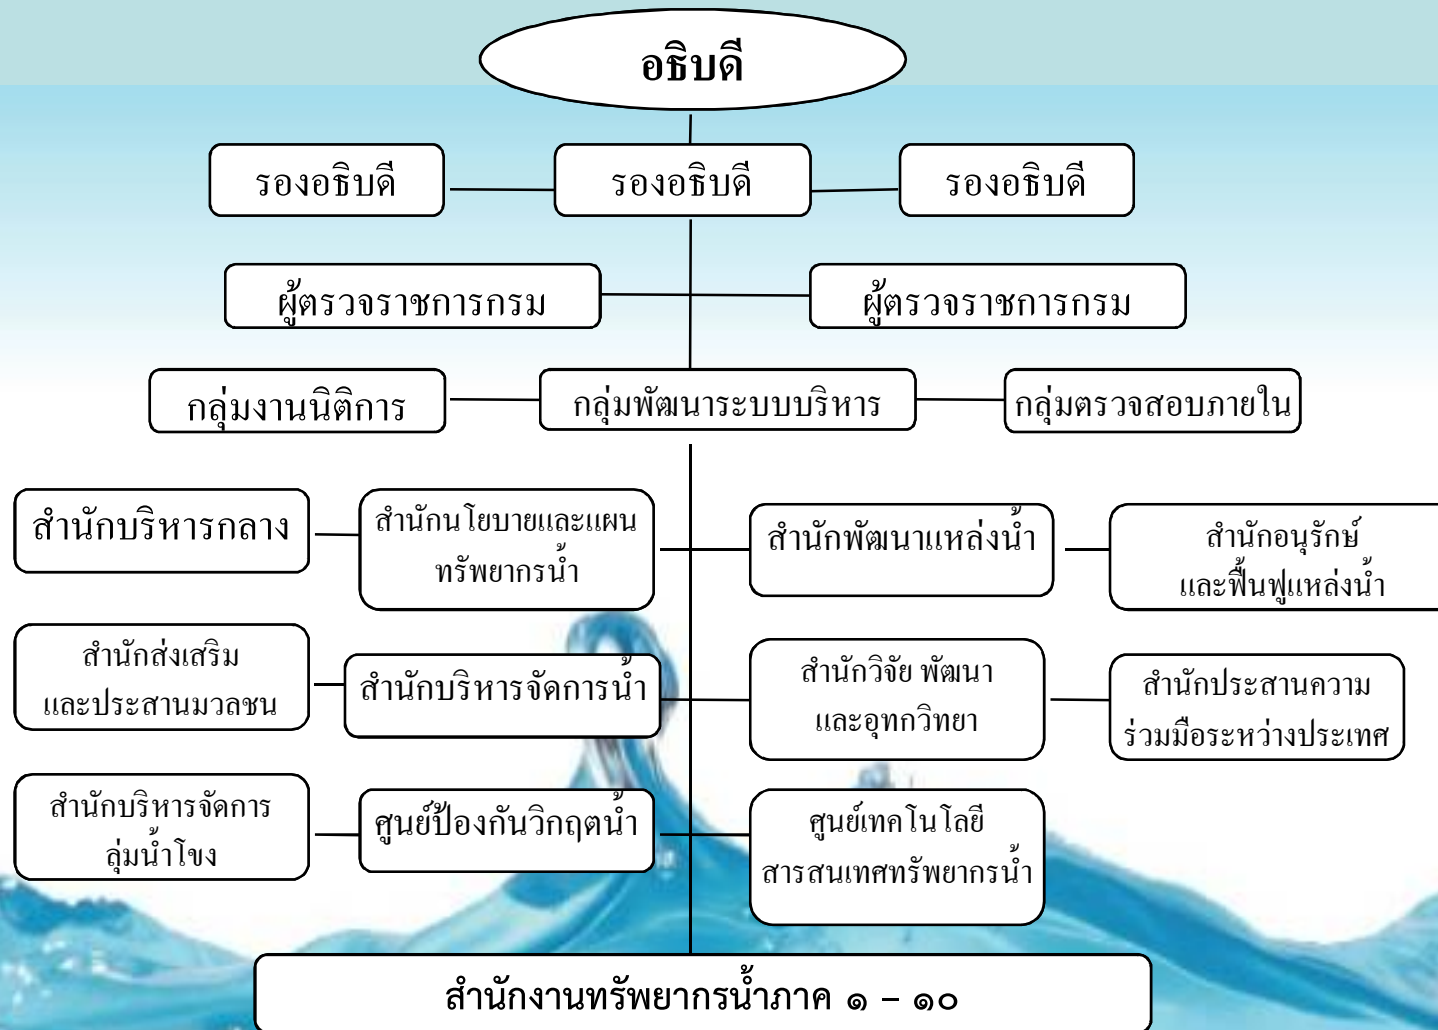 อธิบดี
รองอธิบดี
รองอธิบดี
รองอธิบดี
ผู้ตรวจราชการกรม
ผู้ตรวจราชการกรม
กลุ่มงานนิติการ
กลุ่มพัฒนาระบบบริหาร
กลุ่มตรวจสอบภายใน
สำนักบริหารกลาง
สำนักนโยบายและแผน
ทรัพยากรน้ำ
สำนักพัฒนาแหล่งน้ำ
สำนักอนุรักษ์
และฟื้นฟูแหล่งน้ำ
สำนักส่งเสริม
และประสานมวลชน
สำนักบริหารจัดการน้ำ
สำนักวิจัย พัฒนา
และอุทกวิทยา
สำนักประสานความ
ร่วมมือระหว่างประเทศ
สำนักบริหารจัดการ
ลุ่มน้ำโขง
ศูนย์ป้องกันวิกฤตน้ำ
ศูนย์เทคโนโลยี
สารสนเทศทรัพยากรน้ำ
สำนักงานทรัพยากรน้ำภาค ๑ – ๑๐